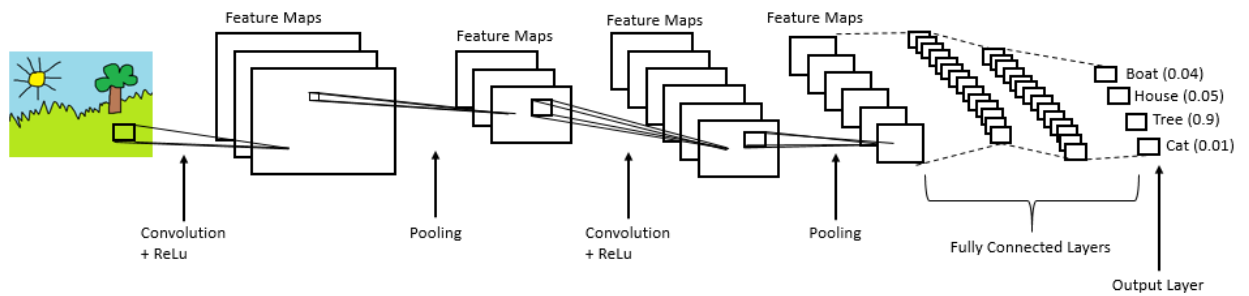 Feature Maps
Feature Maps
Feature Maps
Feature Maps
Boat (0.04)
House (0.05)
Tree (0.9)
Cat (0.01)
Convolution
+ ReLu
Pooling
Convolution
+ ReLu
Pooling
Fully Connected Layers
Output Layer